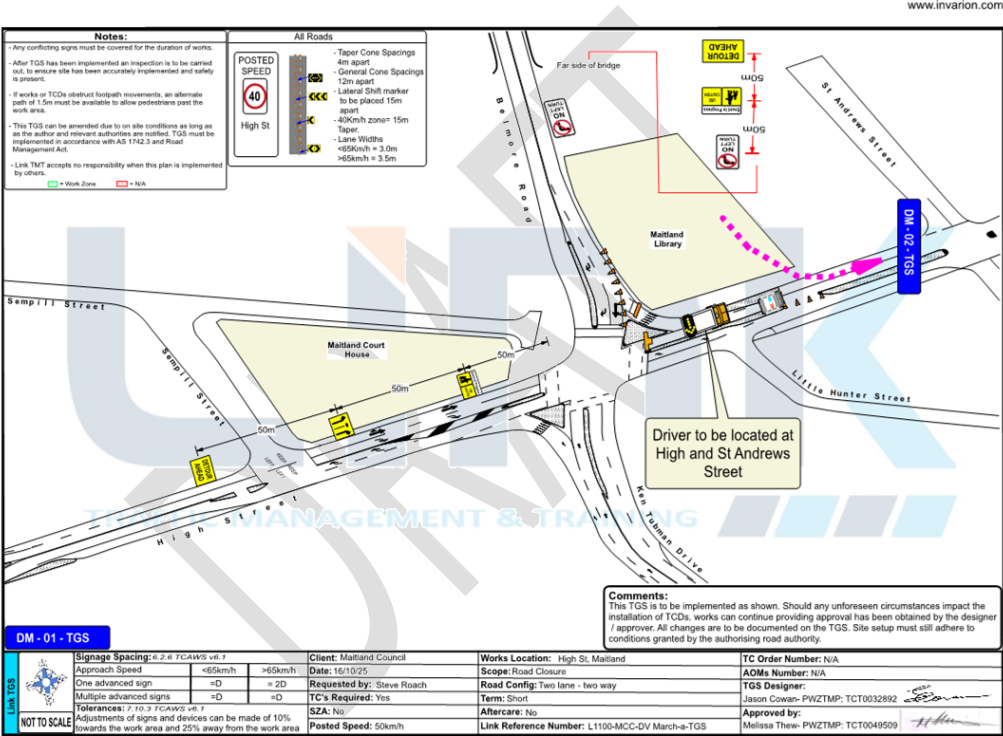 www.invarion.com
Notes:
- Any conflicting signs must be covered for the duration of works.
- After TGS has been implemented an inspection is to be carried
out, to ensure site has been accurately implemented and safety
is present.
- If works or TCDs obstruct footpath movements, an alternate
path of 1.5m must be available to allow pedestrians past the
work area.
- This TGS can be amended due to on site conditions as long as
as the author and relevant authorities are notified. TGS must be
implemented in accordance with AS 1742.3 and Road
Management Act.
- Link TMT accepts no responsibility when this plan is implemented
by others.
= Work Zone = N/A
All Roads
POSTED
SPEED
40
High St
- Taper Cone Spacings
4m apart
- General Cone Spacings
12m apart
- Lateral Shift marker
to be placed 15m
apart
- 40Km/h zone= 15m
Taper.
- Lane Widths
<65Km/h = 3.0m
>65km/h = 3.5m
Far side of bridge
DETOUR
AHEAD
50m
50m
NO
LEFT
TURN
NO
LEFT
TURN
Belmore Road
St Andrews Street
Maitland
Library
DM - 02 - TGS
Sempill Street
Sempill Street
Maitland Court
House
50m
50m
50m
DETOUR
AHEAD
KEEP LEFT
KEEP LEFT
High Street
Little Hunter Street
Ken Tubman Drive
Driver to be located at
High and St Andrews
Street
LINK
TRAFFIC MANAGEMENT & TRAINING
DRAFT
Comments:
This TGS is to be implemented as shown. Should any unforeseen circumstances impact the
installation of TCDs, works can continue providing approval has been obtained by the designer
/ approver. All changes are to be documented on the TGS. Site setup must still adhere to
conditions granted by the authorising road authority.
DM - 01 - TGS
Link TGS
NOT TO SCALE
Signage Spacing: 6.2.6 TCAWS v6.1
Approach Speed <65km/h >65km/h
One advanced sign =D = 2D
Multiple advanced signs =D =D
Tolerances: 7.10.3 TCAWS v6.1
Adjustments of signs and devices can be made of 10%
towards the work area and 25% away from the work area
Client: Maitland Council
Date: 16/10/25
Requested by: Steve Roach
TC's Required: Yes
SZA: No
Posted Speed: 50km/h
Works Location: High St, Maitland
Scope: Road Closure
Road Config: Two lane - two way
Term: Short
Aftercare: No
Link Reference Number: L1100-MCC-DV March-a-TGS
TC Order Number: N/A
AOMs Number: N/A
TGS Designer:
Jason Cowan- PWZTMP: TCT0032892
Approved by:
Melissa Thew- PWZTMP: TCT0049509